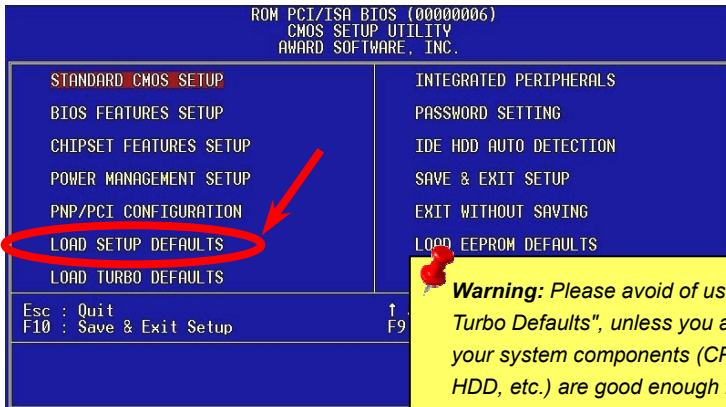 ROM PCI/ISA BIOS (00000006)
CMOS SETUP UTILITY
AWARD SOFTWARE, INC.
STANDARD CMOS SETUP
BIOS FEATURES SETUP
CHIPSET FEATURES SETUP
POWER MANAGEMENT SETUP
PNP/PCI CONFIGURATION
LOAD SETUP DEFAULTS
LOAD TURBO DEFAULTS
INTEGRATED PERIPHERALS
PASSWORD SETTING
IDE HDD AUTO DETECTION
SAVE & EXIT SETUP
EXIT WITHOUT SAVING
LOAD EEPROM DEFAULTS
Esc : Quit
F10 : Save & Exit Setup
↑
F9
Warning: Please avoid of us
Turbo Defaults", unless you a
your system components (CP
HDD, etc.) are good enough